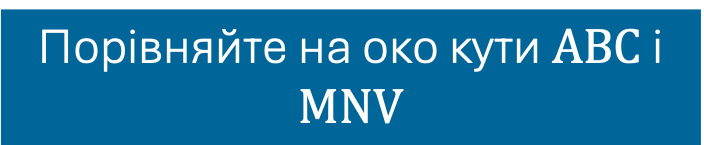 Порівняйте на око кути ABC і
MNV